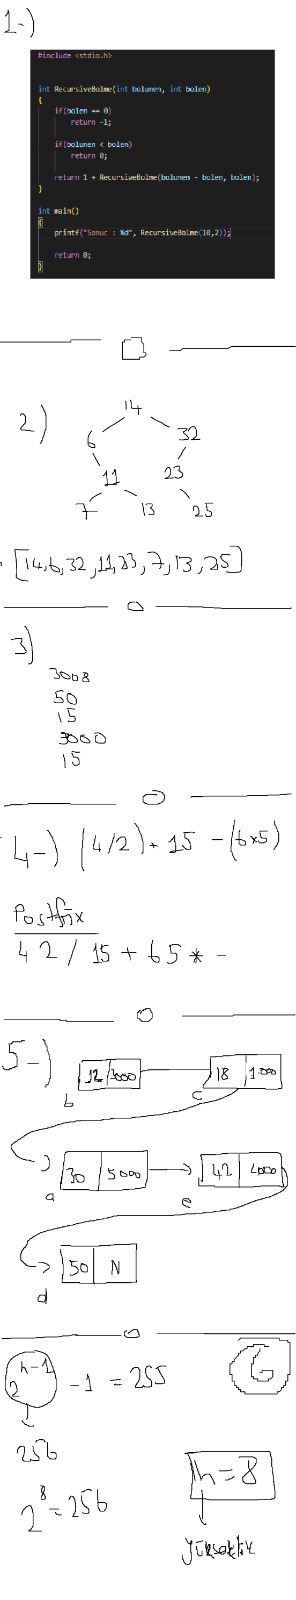 1-)
#include <stdio.h>
int RecursiveBolme(int bolunen, int bolen)
{
if(bolen == 0)
return -1;
if(bolunen < bolen)
return 0;
return 1 + RecursiveBolme(bolunen - bolen, bolen);
}
int main()
{
printf("Sonuc : %d", RecursiveBolme(10,2));
return 0;
}
2)
14
6 32
11 23
7 13 25
[14,6,32,11,23,7,13,25]
3)
3008
50
15
3000
15
4-) (4/2)+15-(6x5)
Postfix
4 2 / 15 + 6 5 * -
5-)
12 3000 18 1000
b c
30 5000 42 4000
a e
50 N
d
6
2 h-1 -1 = 255
256
2 8 = 256
h=8
yükseklik